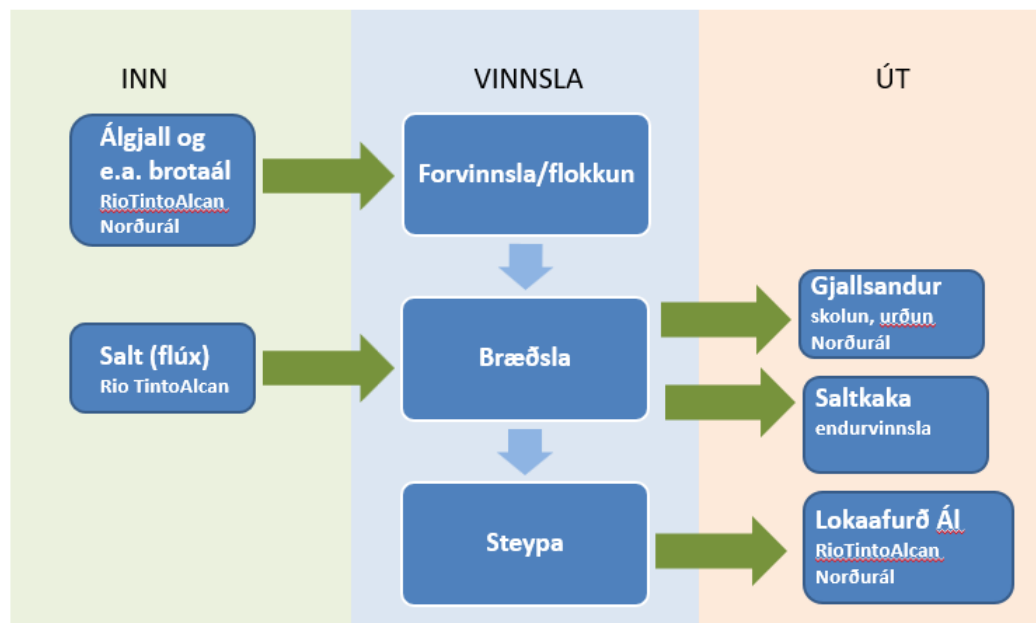 INN
VINNSLA
ÚT
Álgjall og
e.a. brotaál
RioTintoAlcan
Norðurál
Forvinnsla/flokkun
Salt (flúx)
Rio TintoAlcan
Bræðsla
Gjallsandur
skolun, urðun
Norðurál
Saltkaka
endurvinnsla
Steypa
Lokaafurð Ál
RioTintoAlcan
Norðurál